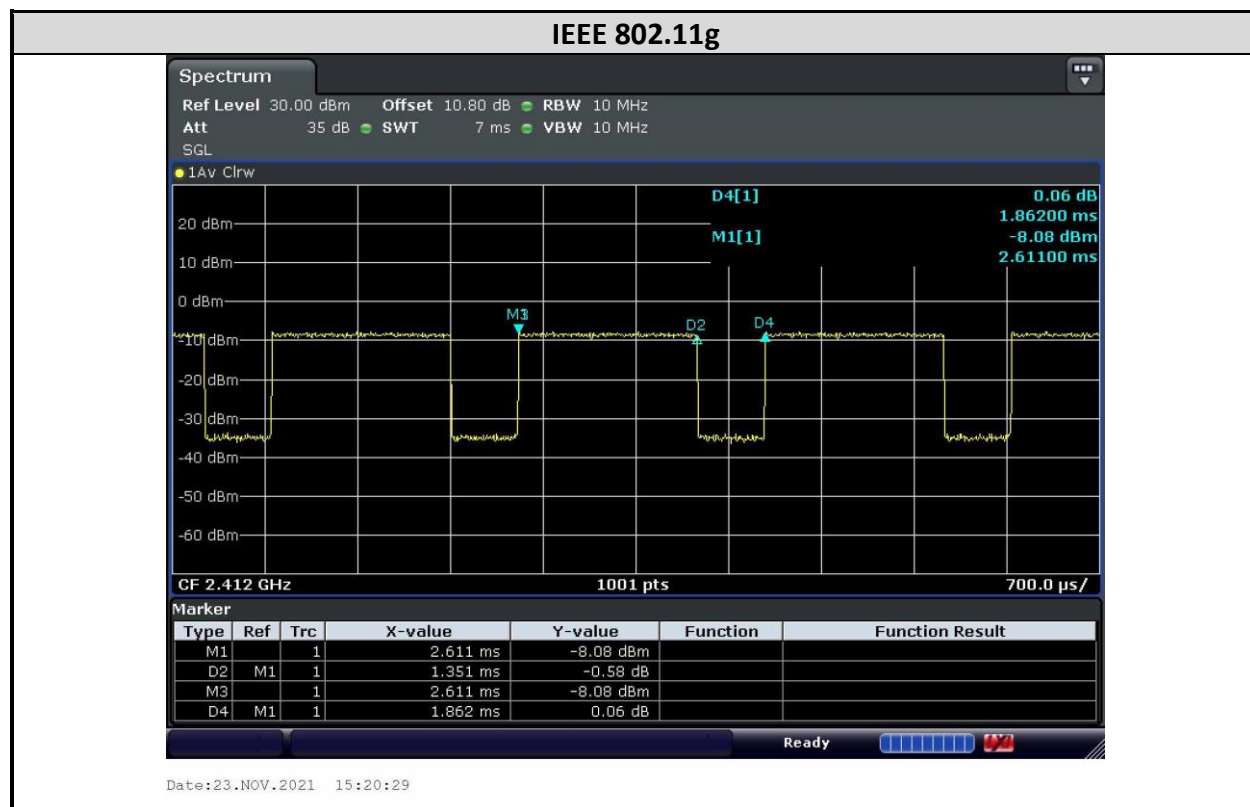 IEEE 802.11g
Spectrum
Ref Level 30.00 dBm Offset 10.80 dB RBW 10 MHz
Att 35 dB SWT 7 ms VBW 10 MHz
SGL
1Av Clrw
D4[1] 0.06 dB
1.86200 ms
M1[1] -8.08 dBm
2.61100 ms
20 dBm
10 dBm
0 dBm
M3
D2 D4
-10 dBm
-20 dBm
-30 dBm
-40 dBm
-50 dBm
-60 dBm
CF 2.412 GHz 1001 pts 700.0 µs/
Marker
Type Ref Trc X-value Y-value Function Function Result
M1 1 2.611 ms -8.08 dBm
D2 M1 1 1.351 ms -0.58 dB
M3 1 2.611 ms -8.08 dBm
D4 M1 1 1.862 ms 0.06 dB
Ready
Date:23.NOV.2021 15:20:29